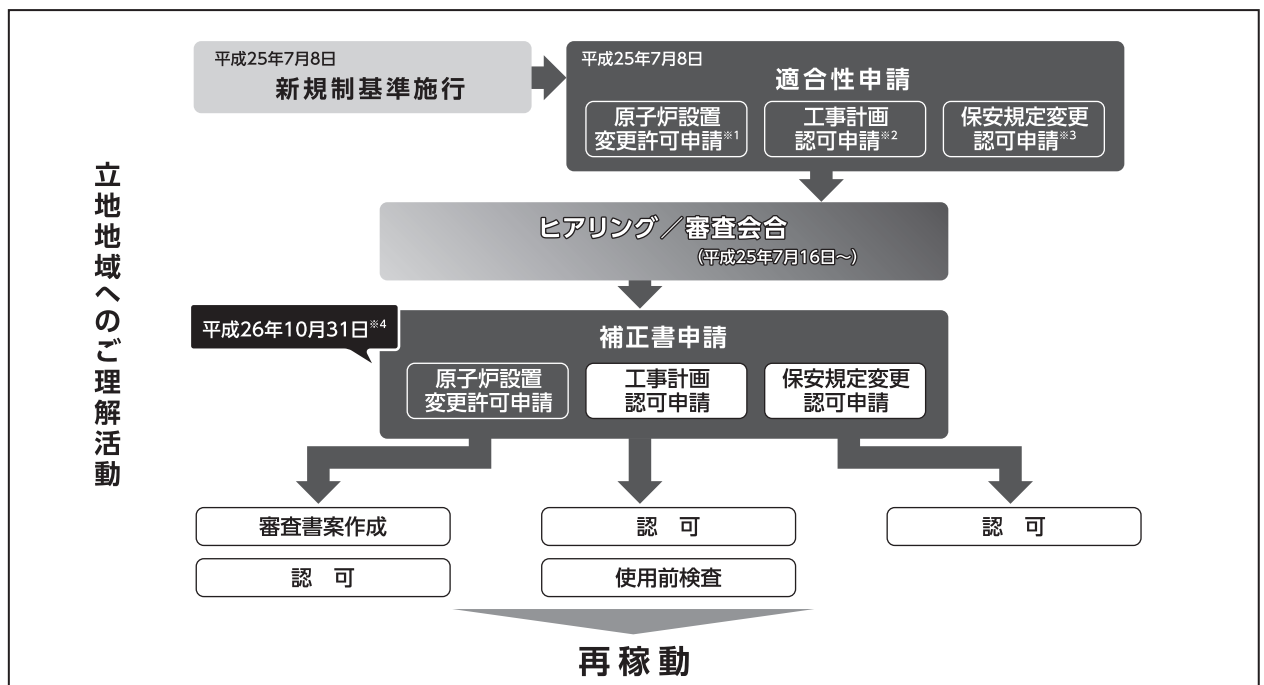 平成25年7月8日
新規制基準施行
平成25年7月8日
適合性申請
原子炉設置
変更許可申請※1
工事計画
認可申請※2
保安規定変更
認可申請※3
立地地域へのご理解活動
ヒアリング／審査会合
(平成25年7月16日〜)
平成26年10月31日※4
補正書申請
原子炉設置
変更許可申請
工事計画
認可申請
保安規定変更
認可申請
審査書案作成
認　可
認　可
使用前検査
認　可
再稼動